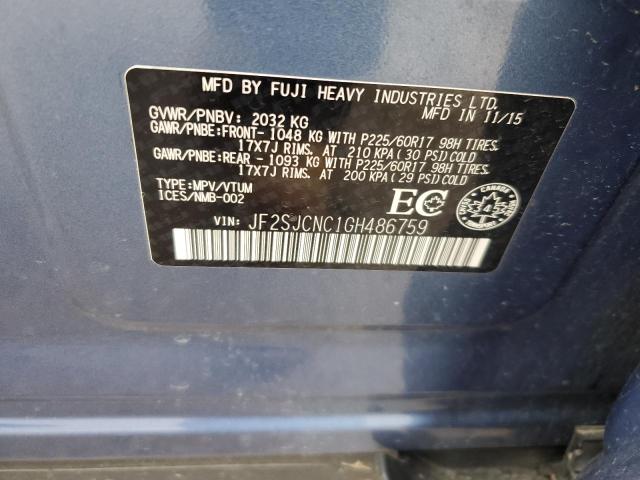 MFD BY FUJI HEAVY INDUSTRIES LTD.
MFD IN 11/15
GVWR/PNBV: 2032 KG
GAWR/PNBE:FRONT- 1048 KG WITH P225/60R17 98H TIRES.
17X7J RIMS. AT 210 KPA (30 PSI) COLD
GAWR/PNBE:REAR - 1093 KG WITH P225/60R17 98H TIRES.
17X7J RIMS. AT 200 KPA (29 PSI) COLD
TYPE:MPV/VTUM
ICES/NMB-002
EC
VIN: JF2SJCNC1GH486759